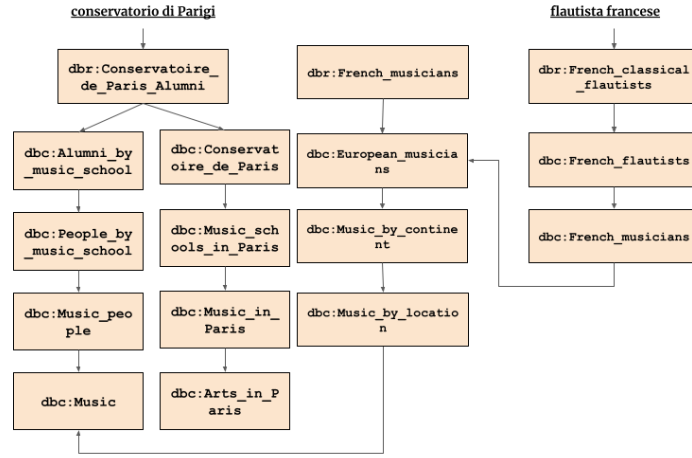 conservatorio di Parigi
flautista francese
dbr:Conservatoire_
de_Paris_Alumni
dbr:French_musicians
dbr:French_classical
_flautists
dbc:Alumni_by
_music_school
dbc:Conservat
oire_de_Paris
dbc:European_musicia
ns
dbc:French_flautists
dbc:People_by
_music_school
dbc:Music_sch
ools_in_Paris
dbc:Music_by_contine
nt
dbc:French_musicians
dbc:Music_peo
ple
dbc:Music_in_
Paris
dbc:Music_by_locatio
n
dbc:Music
dbc:Arts_in_P
aris